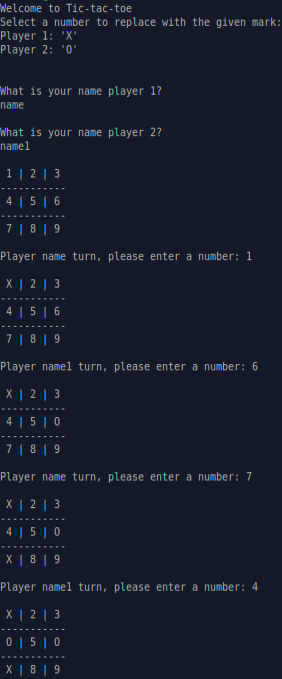 Welcome to Tic-tac-toe
Select a number to replace with the given mark:
Player 1: 'X'
Player 2: 'O'
What is your name player 1?
name
What is your name player 2?
name1
1 | 2 | 3
-----------
4 | 5 | 6
-----------
7 | 8 | 9
Player name turn, please enter a number: 1
X | 2 | 3
-----------
4 | 5 | 6
-----------
7 | 8 | 9
Player name1 turn, please enter a number: 6
X | 2 | 3
-----------
4 | 5 | O
-----------
7 | 8 | 9
Player name turn, please enter a number: 7
X | 2 | 3
-----------
4 | 5 | O
-----------
X | 8 | 9
Player name1 turn, please enter a number: 4
X | 2 | 3
-----------
O | 5 | O
-----------
X | 8 | 9